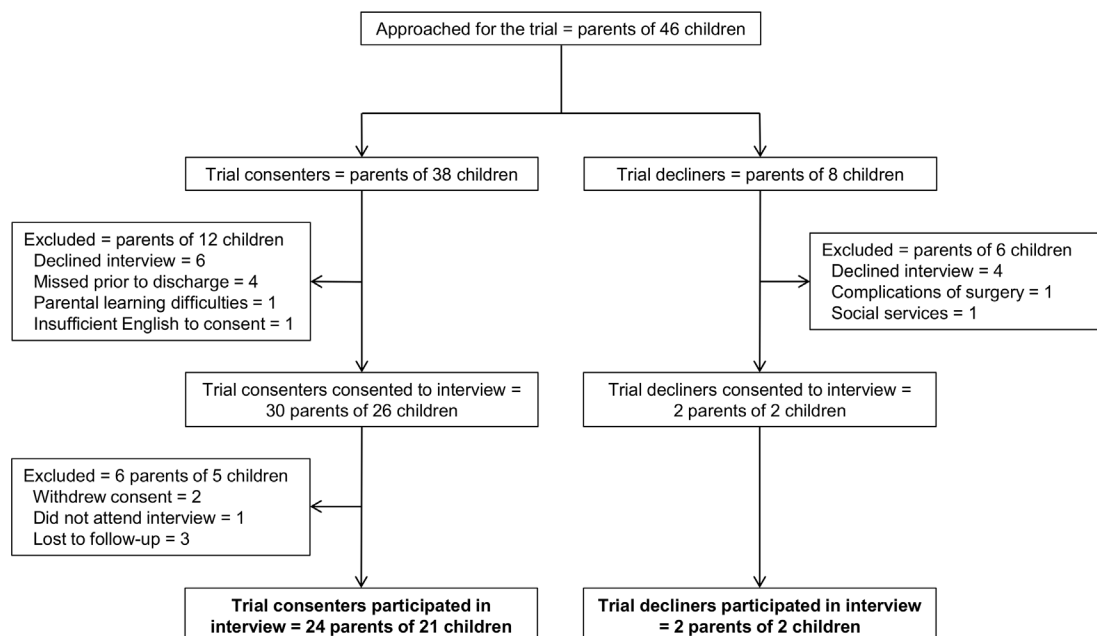 Approached for the trial = parents of 46 children
Trial consenters = parents of 38 children
Trial decliners = parents of 8 children
Excluded = parents of 12 children
Declined interview = 6
Missed prior to discharge = 4
Parental learning difficulties = 1
Insufficient English to consent = 1
Excluded = parents of 6 children
Declined interview = 4
Complications of surgery = 1
Social services = 1
Trial consenters consented to interview =
30 parents of 26 children
Trial decliners consented to interview =
2 parents of 2 children
Excluded = 6 parents of 5 children
Withdrew consent = 2
Did not attend interview = 1
Lost to follow-up = 3
Trial consenters participated in
interview = 24 parents of 21 children
Trial decliners participated in interview
= 2 parents of 2 children